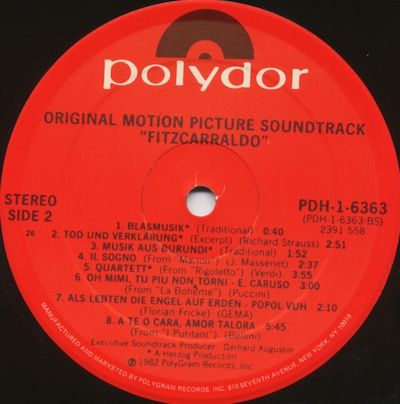 polydor
ORIGINAL MOTION PICTURE SOUNDTRACK
"FITZCARRALDO"
STEREO
SIDE 2
PDH-1-6363
(PDH-1-6363-BS)
2391 558
26
1. BLASMUSIK* (Traditional) 0:40
2. TOD UND VERKLÄRUNG* (Excerpt) (Richard Strauss) 2:51
3. MUSIK AUS BURUNDI* (Traditional) 1:52
4. IL SOGNO (From "Manon") (J. Massenet) 2:37
5. QUARTETT* (From "Rigoletto") (Verdi) 3:55
6. OH MIMI, TU PIU NON TORNI - E. CARUSO
(From "La Bohème") (Puccini)
7. ALS LEBTEN DIE ENGEL AUF ERDEN - POPOL VUH 2:10
(Florian Fricke) (GEMA)
8. A TE O CARA, AMOR TALORA 5:45
(From "I Puritani") (Bellini)
Executive Soundtrack Producer: Gerhard Augustin
* A Herzog Production
℗ 1982 PolyGram Records, Inc.
MANUFACTURED AND MARKETED BY POLYGRAM RECORDS, INC. 810 SEVENTH AVENUE, NEW YORK, NY 10019